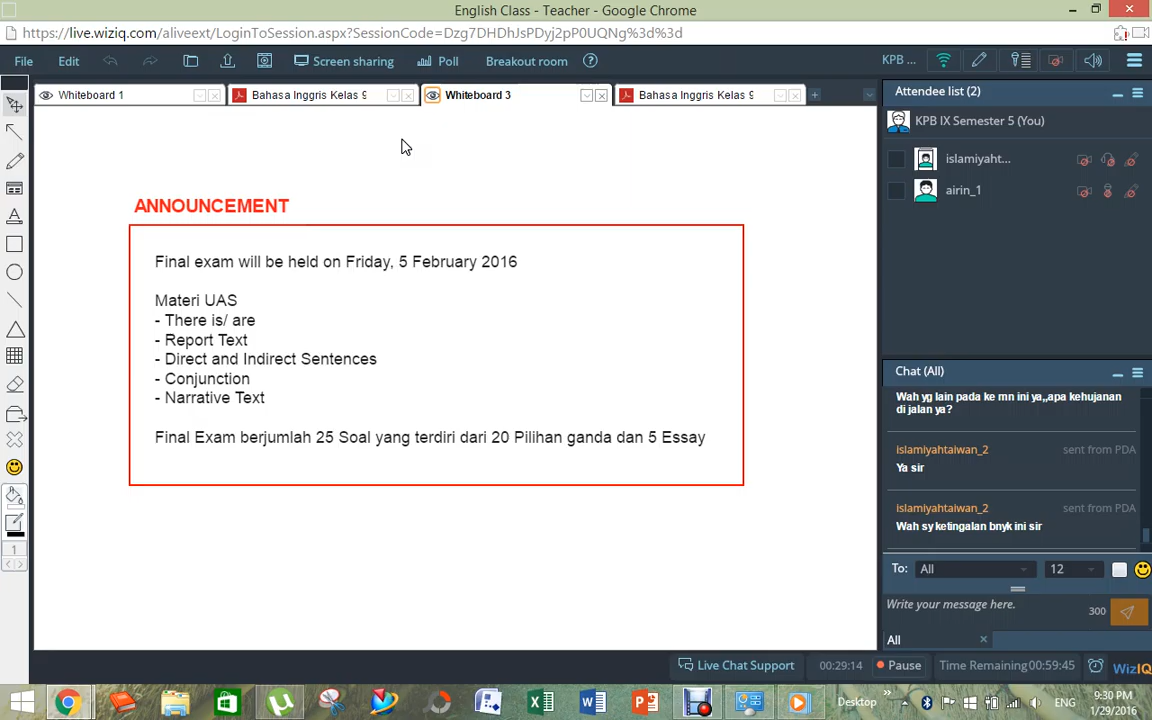 English Class - Teacher - Google Chrome
https://live.wiziq.com/aliveext/LoginToSession.aspx?SessionCode=Dzg7DHDhJsPDyj2pP0UQNg%3d%3d
File Edit Screen sharing Poll Breakout room ? KPB ...
Whiteboard 1 Bahasa Inggris Kelas 9 Whiteboard 3 Bahasa Inggris Kelas 9
Attendee list (2)
KPB IX Semester 5 (You)
islamiyaht...
airin_1
ANNOUNCEMENT
Final exam will be held on Friday, 5 February 2016
Materi UAS
- There is/ are
- Report Text
- Direct and Indirect Sentences
- Conjunction
- Narrative Text
Final Exam berjumlah 25 Soal yang terdiri dari 20 Pilihan ganda dan 5 Essay
1
Chat (All)
Wah yg lain pada ke mn ini ya,,apa kehujanan
di jalan ya?
islamiyahtaiwan_2 sent from PDA
Ya sir
islamiyahtaiwan_2 sent from PDA
Wah sy ketingalan bnyk ini sir
To: All 12
Write your message here. 300
All
Live Chat Support 00:29:14 Pause Time Remaining 00:59:45 WizIQ
Desktop ENG
9:30 PM
1/29/2016